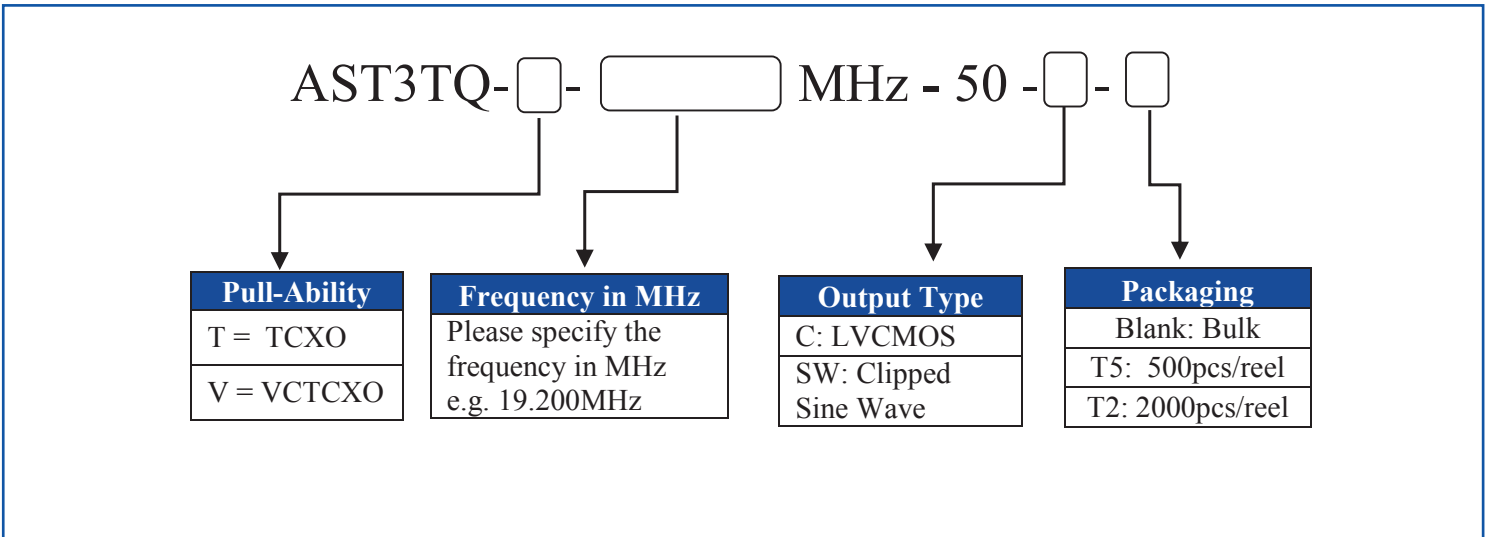 AST3TQ-- MHz - 50 --
Pull-Ability
T = TCXO
V = VCTCXO
Frequency in MHz
Please specify the
frequency in MHz
e.g. 19.200MHz
Output Type
C: LVCMOS
SW: Clipped
Sine Wave
Packaging
Blank: Bulk
T5: 500pcs/reel
T2: 2000pcs/reel